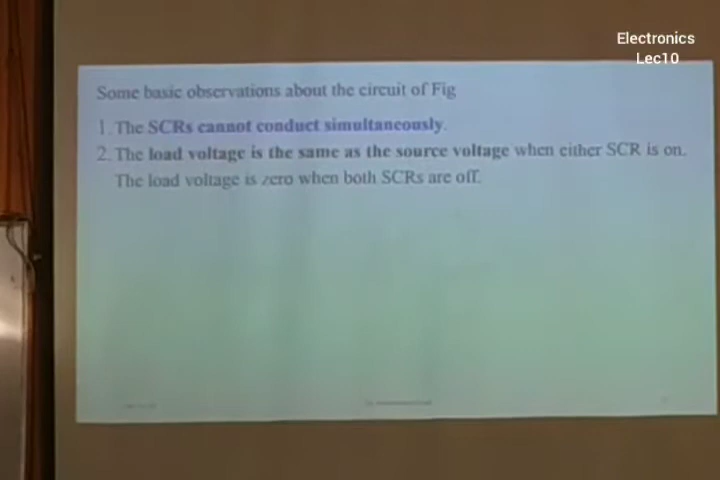 Electronics
Lec10
Some basic observations about the circuit of Fig
1. The SCRs cannot conduct simultaneously.
2. The load voltage is the same as the source voltage when either SCR is on.
The load voltage is zero when both SCRs are off.